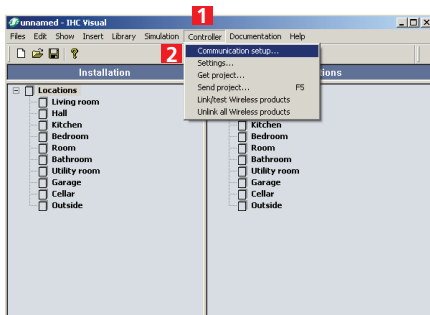 1
unnamed - IHC Visual
Files Edit Show Insert Library Simulation Controller Documentation Help
2
Communication setup...
Settings...
Get project...
Send project... F5
Link/test Wireless products
Unlink all Wireless products
Installation
ions
Locations
Living room
Hall
Kitchen
Bedroom
Room
Bathroom
Utility room
Garage
Cellar
Outside
Kitchen
Bedroom
Room
Bathroom
Utility room
Garage
Cellar
Outside